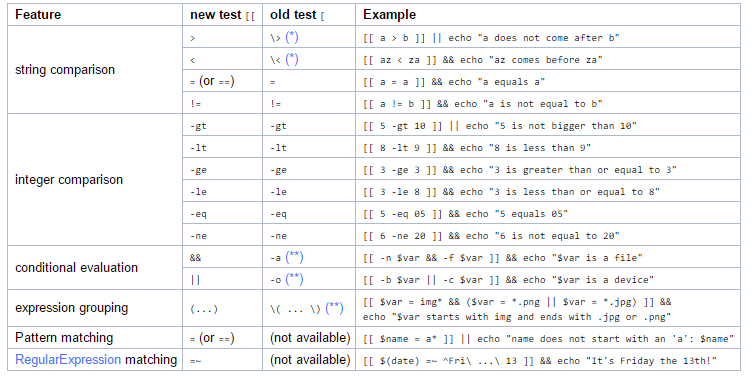 Feature new test [[ old test [ Example
string comparison
> \> (*) [[ a > b ]] || echo "a does not come after b"
< \< (*) [[ az < za ]] && echo "az comes before za"
= (or ==) = [[ a = a ]] && echo "a equals a"
!= != [[ a != b ]] && echo "a is not equal to b"
integer comparison
-gt -gt [[ 5 -gt 10 ]] || echo "5 is not bigger than 10"
-lt -lt [[ 8 -lt 9 ]] && echo "8 is less than 9"
-ge -ge [[ 3 -ge 3 ]] && echo "3 is greater than or equal to 3"
-le -le [[ 3 -le 8 ]] && echo "3 is less than or equal to 8"
-eq -eq [[ 5 -eq 05 ]] && echo "5 equals 05"
-ne -ne [[ 6 -ne 20 ]] && echo "6 is not equal to 20"
conditional evaluation
&& -a (**) [[ -n $var && -f $var ]] && echo "$var is a file"
|| -o (**) [[ -b $var || -c $var ]] && echo "$var is a device"
expression grouping (...) \( ... \) (**) [[ $var = img* && ($var = *.png || $var = *.jpg) ]] &&
echo "$var starts with img and ends with .jpg or .png"
Pattern matching = (or ==) (not available) [[ $name = a* ]] || echo "name does not start with an 'a': $name"
RegularExpression matching =~ (not available) [[ $(date) =~ ^Fri\ ...\ 13 ]] && echo "It's Friday the 13th!"